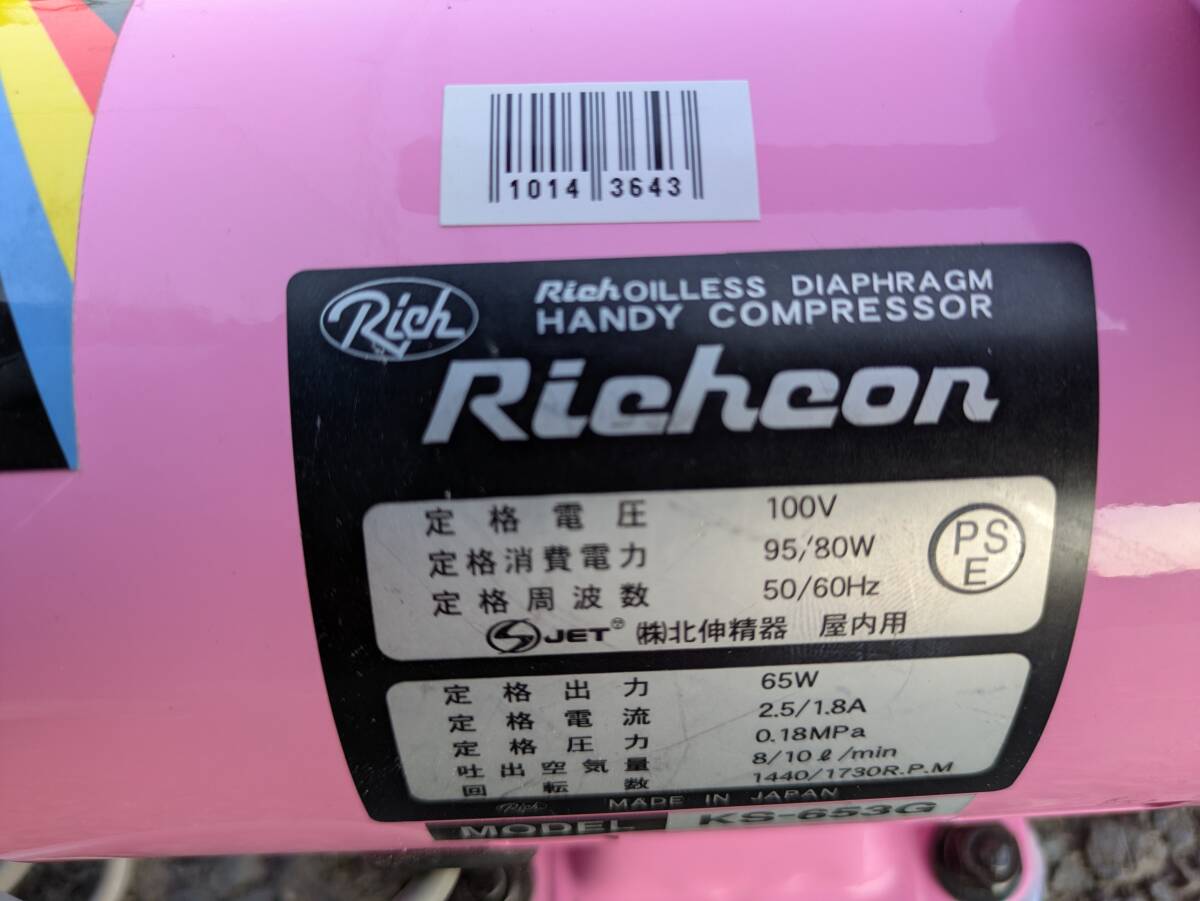 1014 3643
Rich
Rich OILLESS DIAPHRAGM
HANDY COMPRESSOR
Richcon
定格電圧 100V
定格消費電力 95/80W
定格周波数 50/60Hz
PS
E
JET (株)北伸精器 屋内用
定格出力 65W
定格電流 2.5/1.8A
定格圧力 0.18MPa
吐出空気量 8/10ℓ/min
回転数 1440/1730R.P.M
Rich MADE IN JAPAN
MODEL KS-653G